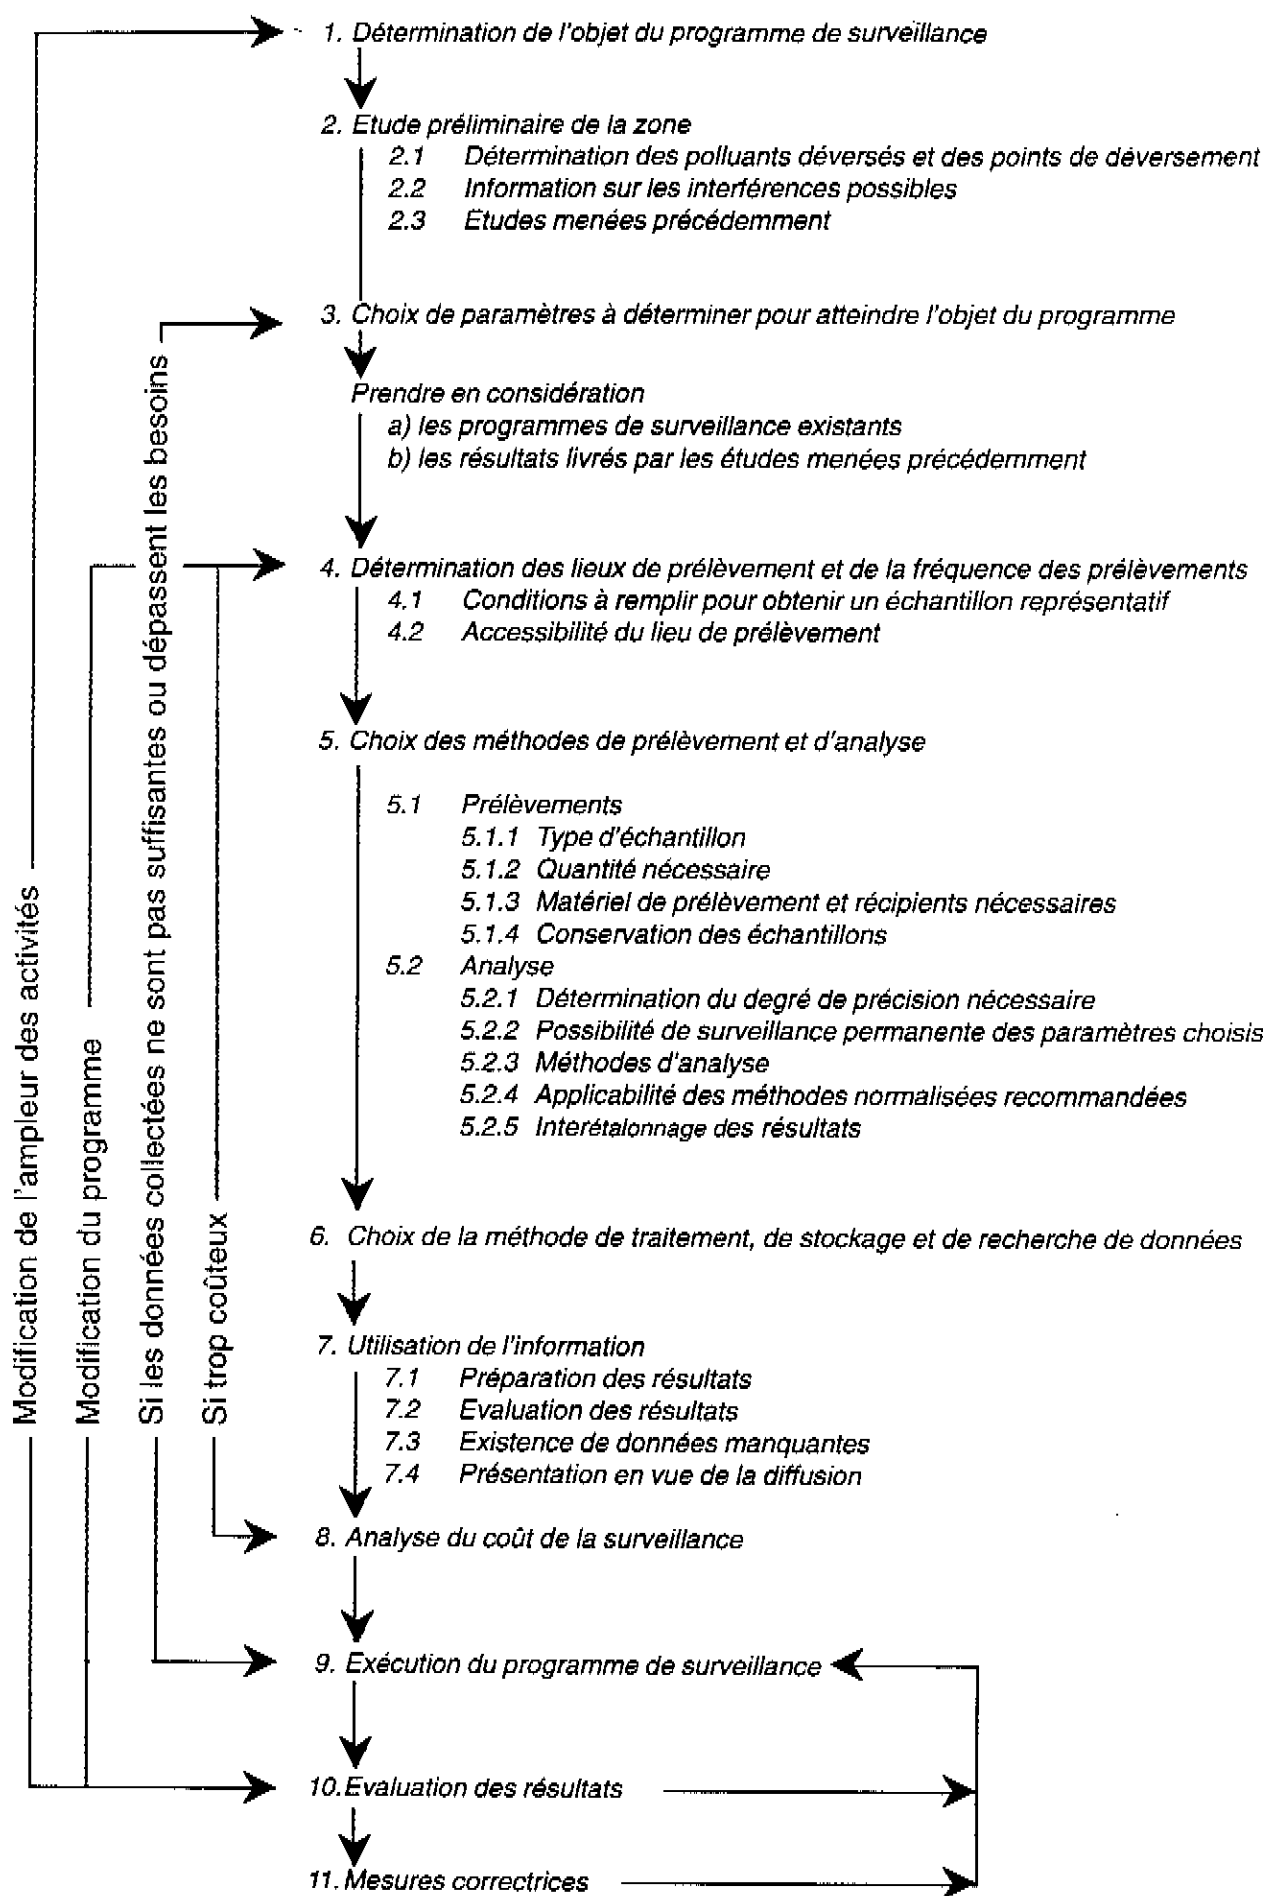 1. Détermination de l'objet du programme de surveillance
2. Etude préliminaire de la zone
2.1 Détermination des polluants déversés et des points de déversement
2.2 Information sur les interférences possibles
2.3 Etudes menées précédemment
3. Choix de paramètres à déterminer pour atteindre l'objet du programme
Prendre en considération
a) les programmes de surveillance existants
b) les résultats livrés par les études menées précédemment
4. Détermination des lieux de prélèvement et de la fréquence des prélèvements
4.1 Conditions à remplir pour obtenir un échantillon représentatif
4.2 Accessibilité du lieu de prélèvement
5. Choix des méthodes de prélèvement et d'analyse
5.1 Prélèvements
5.1.1 Type d'échantillon
5.1.2 Quantité nécessaire
5.1.3 Matériel de prélèvement et récipients nécessaires
5.1.4 Conservation des échantillons
5.2 Analyse
5.2.1 Détermination du degré de précision nécessaire
5.2.2 Possibilité de surveillance permanente des paramètres choisis
5.2.3 Méthodes d'analyse
5.2.4 Applicabilité des méthodes normalisées recommandées
5.2.5 Interétalonnage des résultats
6. Choix de la méthode de traitement, de stockage et de recherche de données
7. Utilisation de l'information
7.1 Préparation des résultats
7.2 Evaluation des résultats
7.3 Existence de données manquantes
7.4 Présentation en vue de la diffusion
8. Analyse du coût de la surveillance
9. Exécution du programme de surveillance
10. Evaluation des résultats
11. Mesures correctrices
Modification de l'ampleur des activités
Modification du programme
Si les données collectées ne sont pas suffisantes ou dépassent les besoins
Si trop coûteux